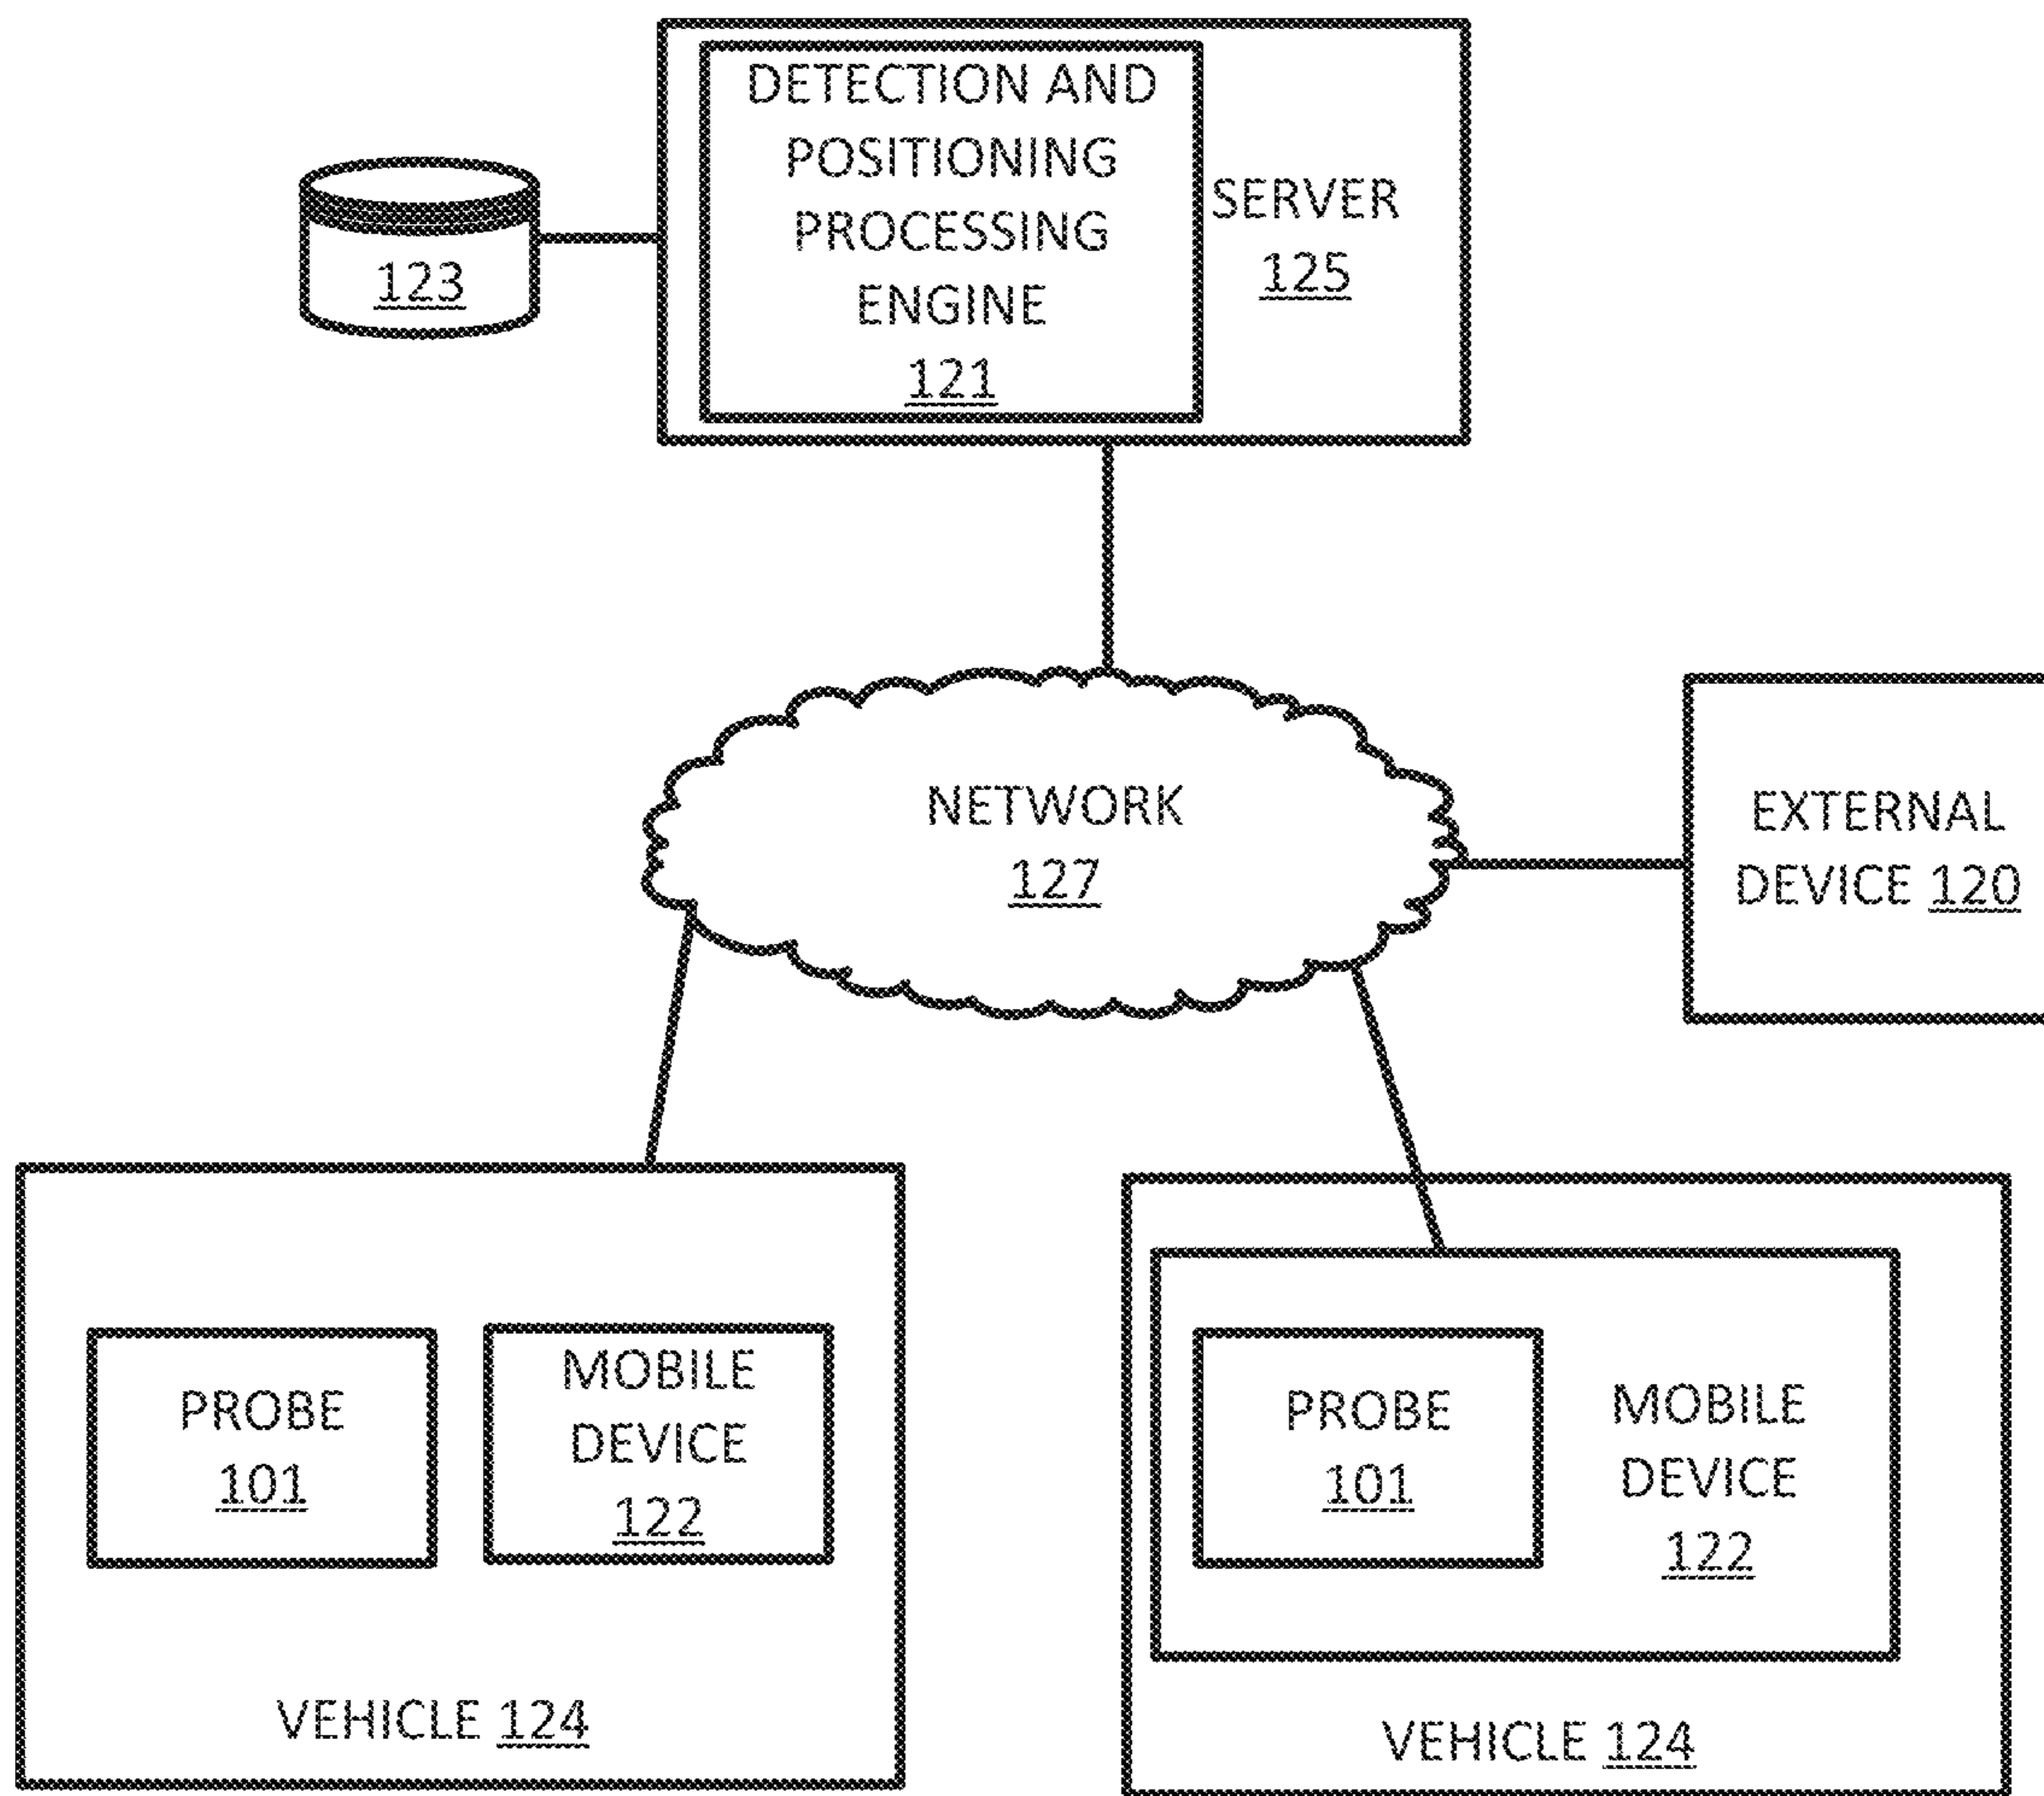 DETECTION AND
POSITIONING
PROCESSING
ENGINE
121
SERVER
125
123
NETWORK
127
EXTERNAL
DEVICE 120
PROBE
101
MOBILE
DEVICE
122
VEHICLE 124
PROBE
101
MOBILE
DEVICE
122
VEHICLE 124